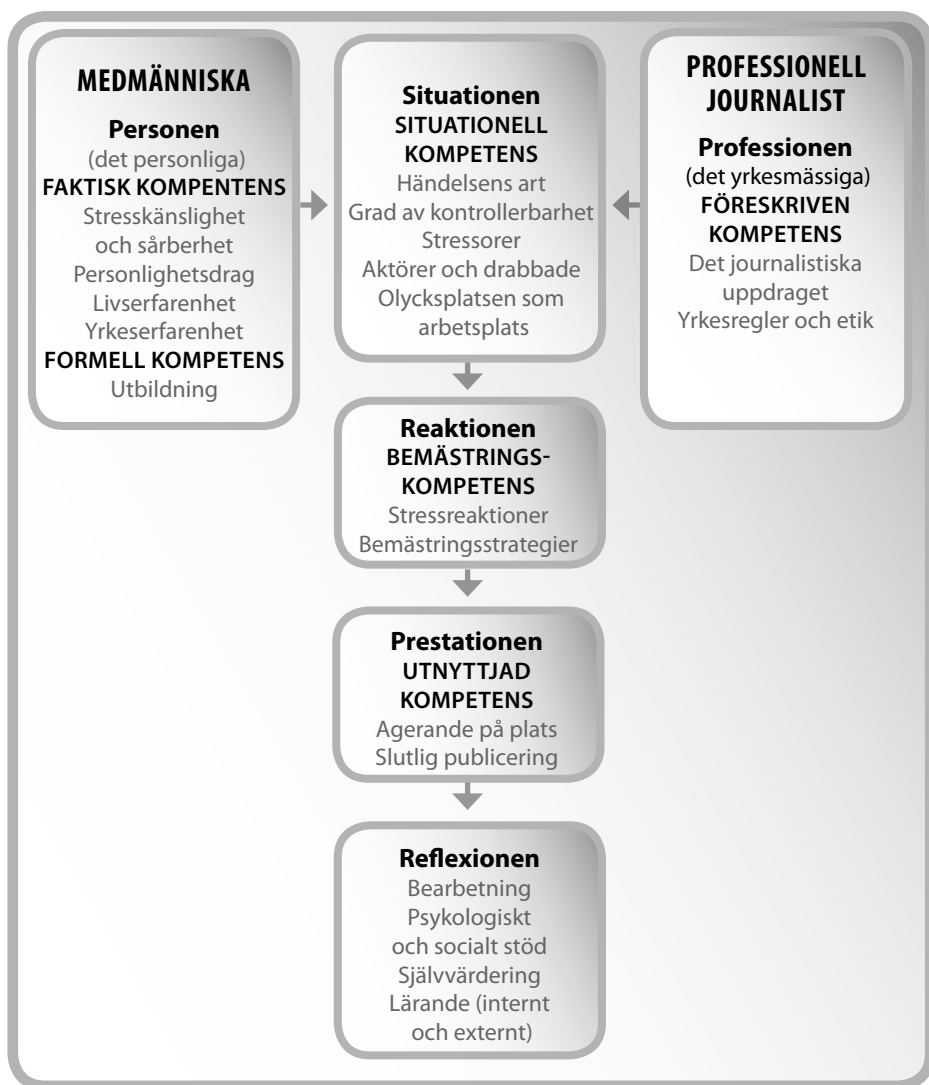 MEDMÄNNISKA
Personen
(det personliga)
FAKTISK KOMPENTENS
Stresskänslighet
och sårberhet
Personlighetsdrag
Livserfarenhet
Yrkeserfarenhet
FORMELL KOMPETENS
Utbildning
Situationen
SITUATIONELL
KOMPETENS
Händelsens art
Grad av kontrollerbarhet
Stressorer
Aktörer och drabbade
Olycksplatsen som
arbetsplats
PROFESSIONELL
JOURNALIST
Professionen
(det yrkesmässiga)
FÖRESKRIVEN
KOMPETENS
Det journalistiska
uppdraget
Yrkesregler och etik
Reaktionen
BEMÄSTRINGS-
KOMPETENS
Stressreaktioner
Bemästringsstrategier
Prestationen
UTNYTTJAD
KOMPETENS
Agerande på plats
Slutlig publicering
Reflexionen
Bearbetning
Psykologiskt
och socialt stöd
Självvärdering
Lärande (internt
och externt)